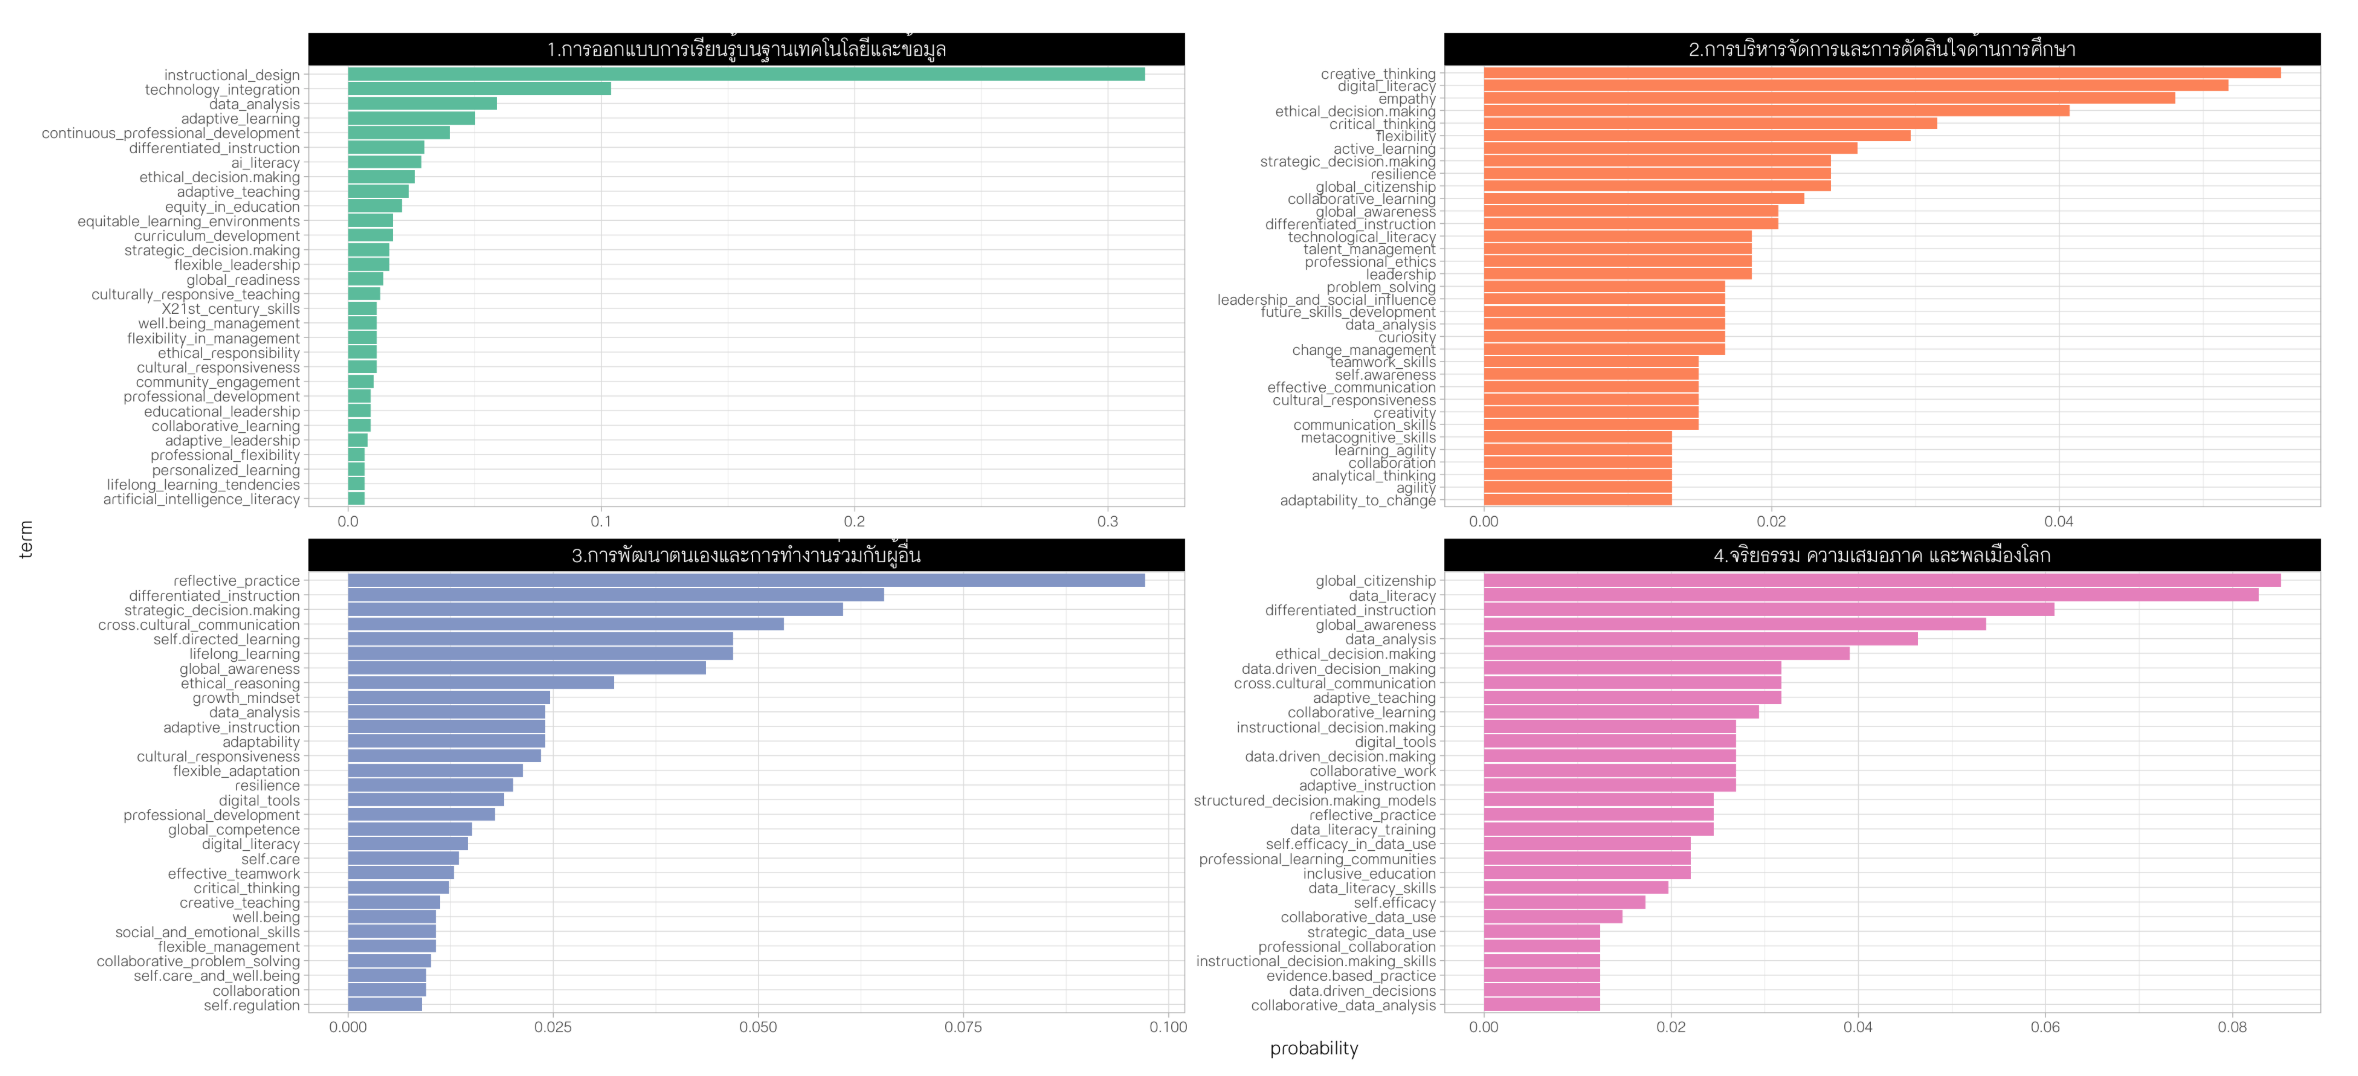 1.การออกแบบการเรียนรู้บนฐานเทคโนโลยีและข้อมูล
instructional_design
technology_integration
data_analysis
adaptive_learning
continuous_professional_development
differentiated_instruction
ai_literacy
ethical_decision.making
adaptive_teaching
equity_in_education
equitable_learning_environments
curriculum_development
strategic_decision.making
flexible_leadership
global_readiness
culturally_responsive_teaching
X21st_century_skills
well.being_management
flexibility_in_management
ethical_responsibility
cultural_responsiveness
community_engagement
professional_development
educational_leadership
collaborative_learning
adaptive_leadership
professional_flexibility
personalized_learning
lifelong_learning_tendencies
artificial_intelligence_literacy
0.0 0.1 0.2 0.3
2.การบริหารจัดการและการตัดสินใจด้านการศึกษา
creative_thinking
digital_literacy
empathy
ethical_decision.making
critical_thinking
flexibility
active_learning
strategic_decision.making
resilience
global_citizenship
collaborative_learning
global_awareness
differentiated_instruction
technological_literacy
talent_management
professional_ethics
leadership
problem_solving
leadership_and_social_influence
future_skills_development
data_analysis
curiosity
change_management
teamwork_skills
self.awareness
effective_communication
cultural_responsiveness
creativity
communication_skills
metacognitive_skills
learning_agility
collaboration
analytical_thinking
agility
adaptability_to_change
0.00 0.02 0.04
term
3.การพัฒนาตนเองและการทำงานร่วมกับผู้อื่น
reflective_practice
differentiated_instruction
strategic_decision.making
cross.cultural_communication
self.directed_learning
lifelong_learning
global_awareness
ethical_reasoning
growth_mindset
data_analysis
adaptive_instruction
adaptability
cultural_responsiveness
flexible_adaptation
resilience
digital_tools
professional_development
global_competence
digital_literacy
self.care
effective_teamwork
critical_thinking
creative_teaching
well.being
social_and_emotional_skills
flexible_management
collaborative_problem_solving
self.care_and_well.being
collaboration
self.regulation
0.000 0.025 0.050 0.075 0.100
4.จริยธรรม ความเสมอภาค และพลเมืองโลก
global_citizenship
data_literacy
differentiated_instruction
global_awareness
data_analysis
ethical_decision.making
data.driven_decision_making
cross.cultural_communication
adaptive_teaching
collaborative_learning
instructional_decision.making
digital_tools
data.driven_decision.making
collaborative_work
adaptive_instruction
structured_decision.making_models
reflective_practice
data_literacy_training
self.efficacy_in_data_use
professional_learning_communities
inclusive_education
data_literacy_skills
self.efficacy
collaborative_data_use
strategic_data_use
professional_collaboration
instructional_decision.making_skills
evidence.based_practice
data.driven_decisions
collaborative_data_analysis
0.00 0.02 0.04 0.06 0.08
probability